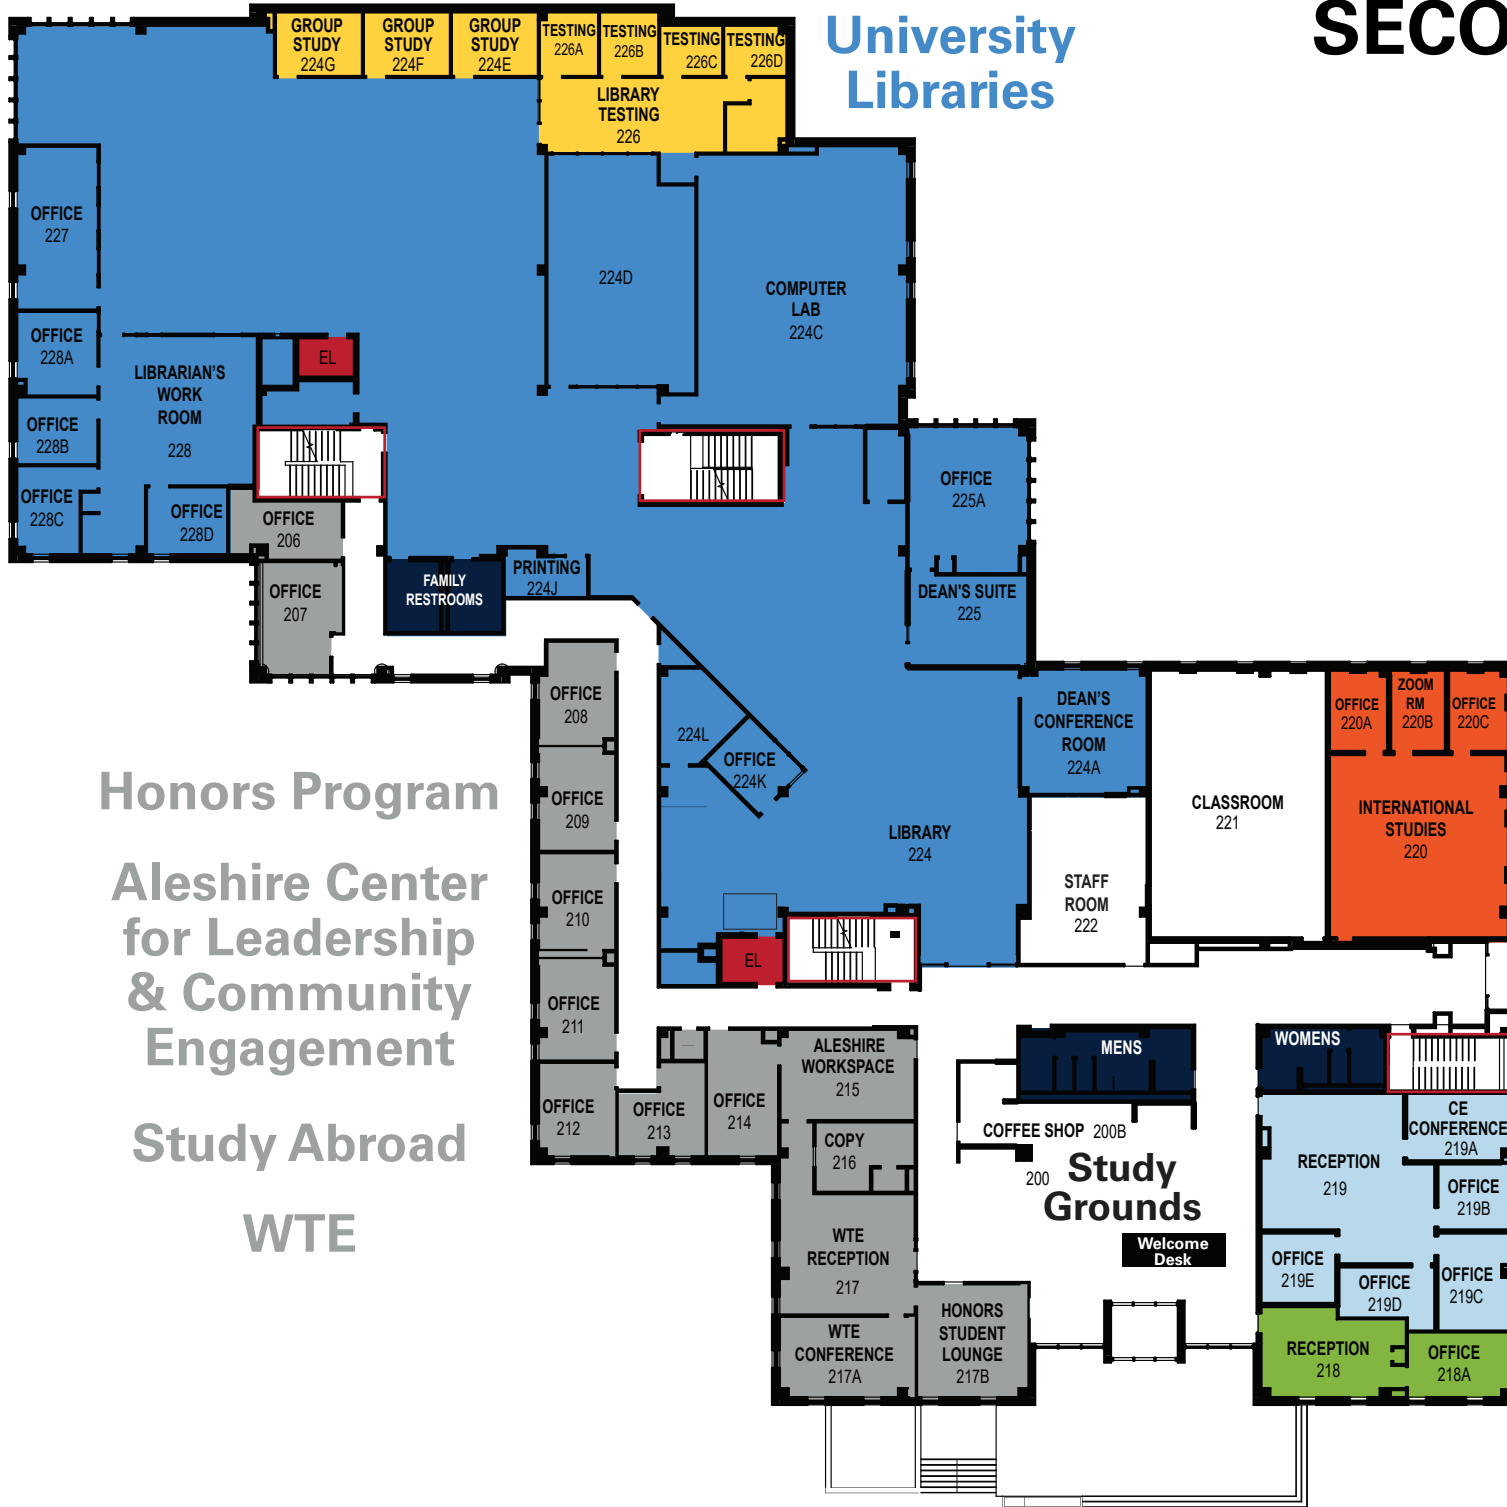 University
Libraries
SECO
GROUP
STUDY
224G
GROUP
STUDY
224F
GROUP
STUDY
224E
TESTING
226A
TESTING
226B
TESTING
226C
TESTING
226D
LIBRARY
TESTING
226
OFFICE
227
224D
COMPUTER
LAB
224C
OFFICE
228A
LIBRARIAN'S
WORK
ROOM
228
EL
OFFICE
228B
OFFICE
228C
OFFICE
228D
OFFICE
206
OFFICE
207
FAMILY
RESTROOMS
PRINTING
224J
OFFICE
225A
DEAN'S SUITE
225
OFFICE
208
224L
OFFICE
224K
DEAN'S
CONFERENCE
ROOM
224A
OFFICE
220A
ZOOM
RM
220B
OFFICE
220C
CLASSROOM
221
INTERNATIONAL
STUDIES
220
Honors Program
Aleshire Center
for Leadership
& Community
Engagement
Study Abroad
WTE
OFFICE
209
LIBRARY
224
STAFF
ROOM
222
OFFICE
210
EL
OFFICE
211
ALESHIRE
WORKSPACE
215
MENS
WOMENS
OFFICE
212
OFFICE
213
OFFICE
214
COPY
216
COFFEE SHOP 200B
200
Study
Grounds
Welcome
Desk
CE
CONFERENCE
219A
RECEPTION
219
OFFICE
219B
WTE
RECEPTION
217
OFFICE
219E
OFFICE
219D
OFFICE
219C
WTE
CONFERENCE
217A
HONORS
STUDENT
LOUNGE
217B
RECEPTION
218
OFFICE
218A